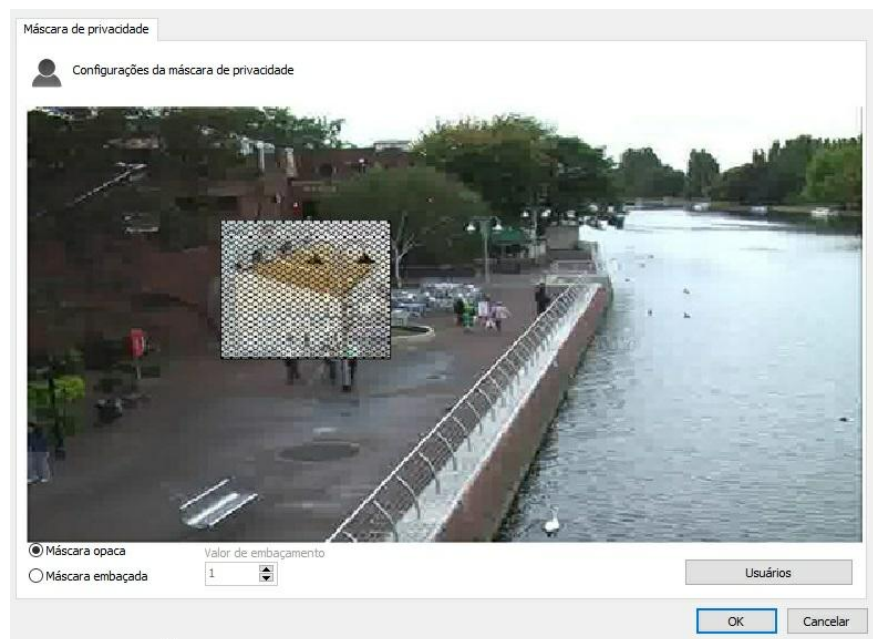 Máscara de privacidade
Configurações da máscara de privacidade
Máscara opaca
Valor de embaçamento
Máscara embaçada
1
Usuários
OK
Cancelar